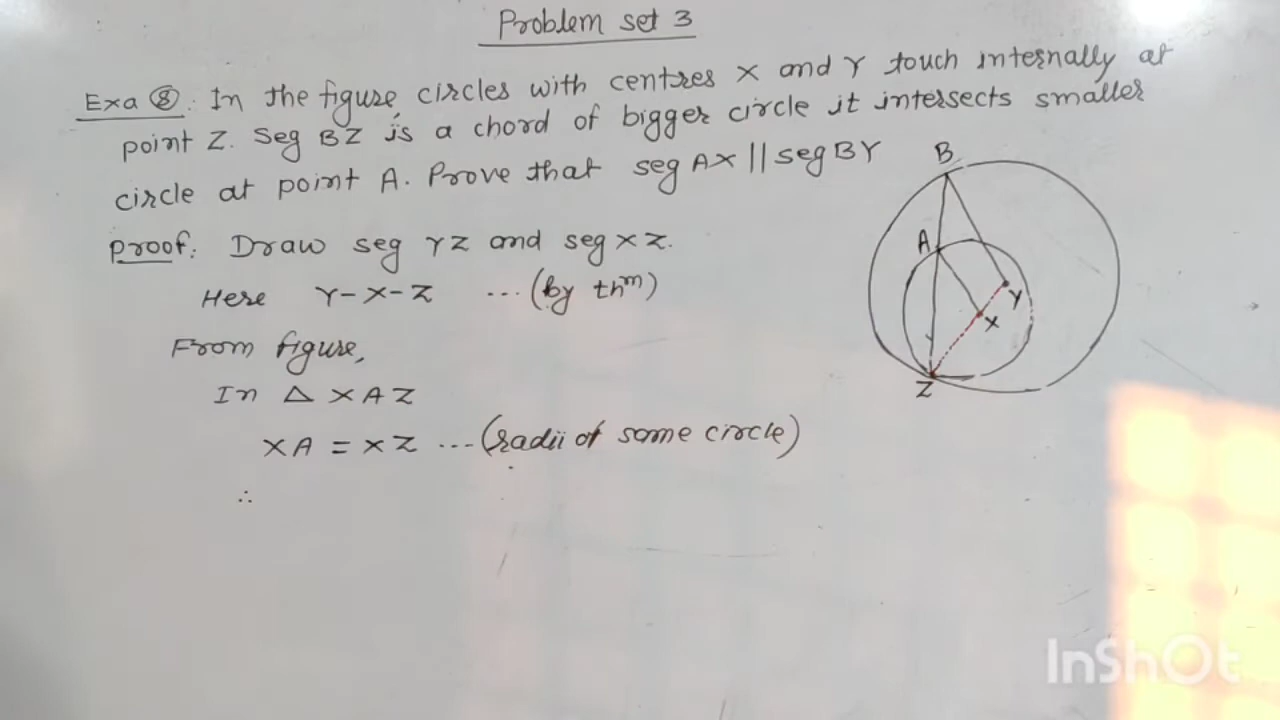 Problem set 3
Exa ⑧: In the figure, circles with centres X and Y touch internally at
point Z. Seg BZ is a chord of bigger circle it intersects smaller
circle at point A. Prove that seg AX || seg BY
Proof: Draw seg YZ and seg XZ.
Here Y-X-Z ... (by thᵐ)
From figure,
In △ XAZ
XA = XZ ... (radii of same circle)
∴
B
A
Y
X
Z
InShOt